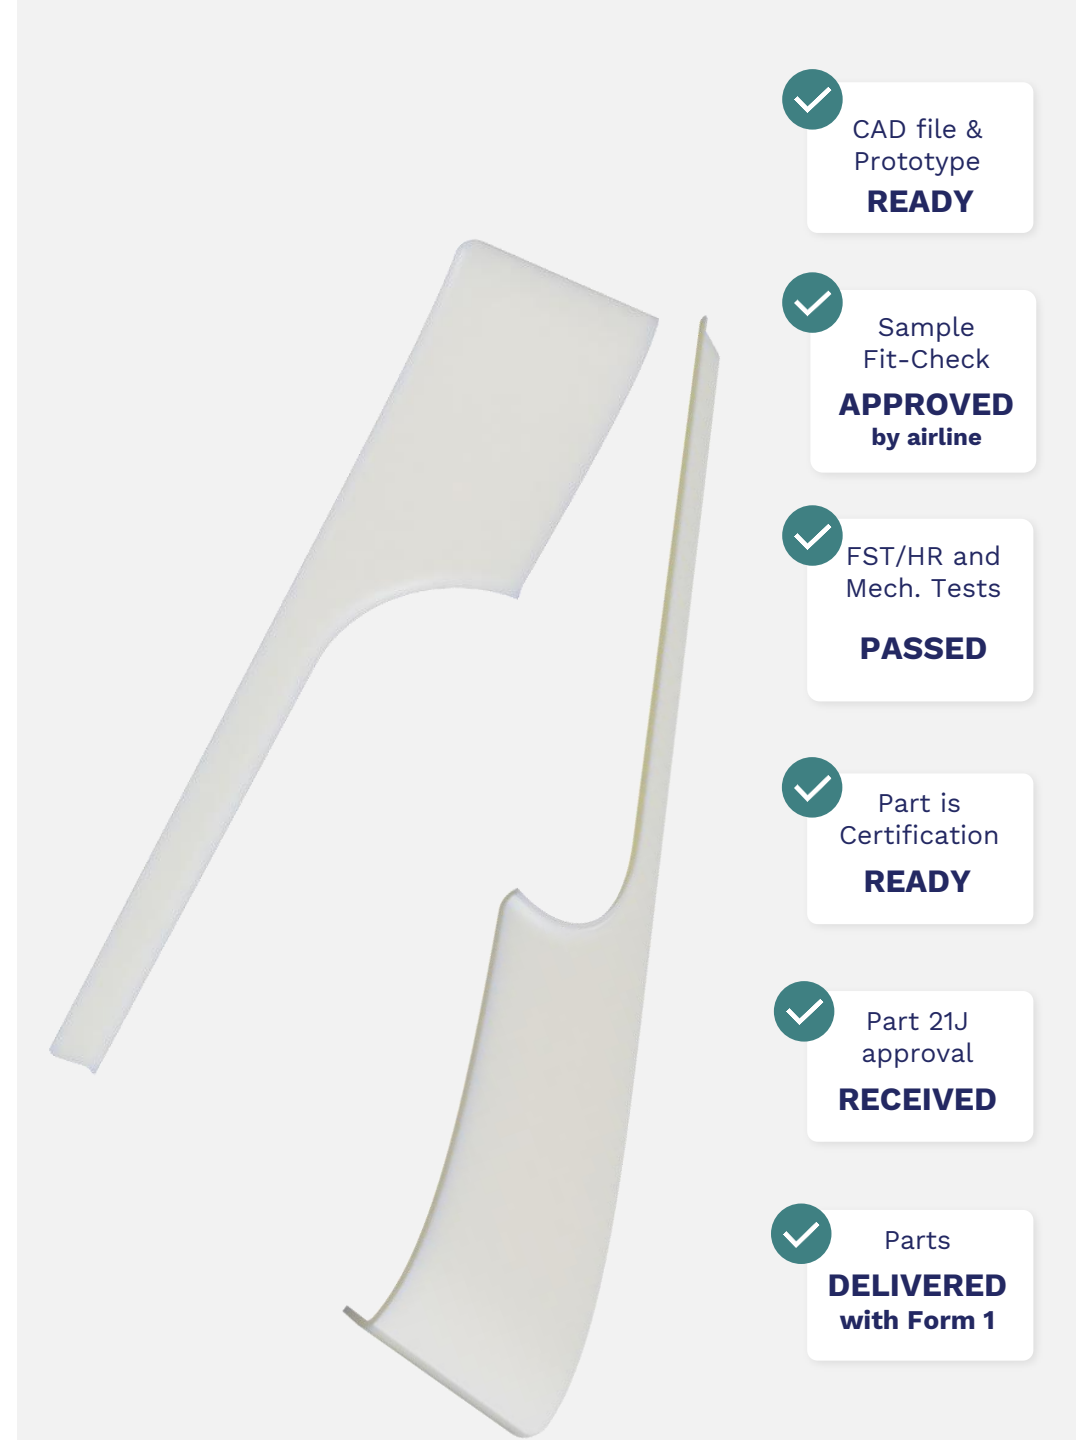 CAD file &
Prototype
READY
Sample
Fit-Check
APPROVED
by airline
FST/HR and
Mech. Tests
PASSED
Part is
Certification
READY
Part 21J
approval
RECEIVED
Parts
DELIVERED
with Form 1